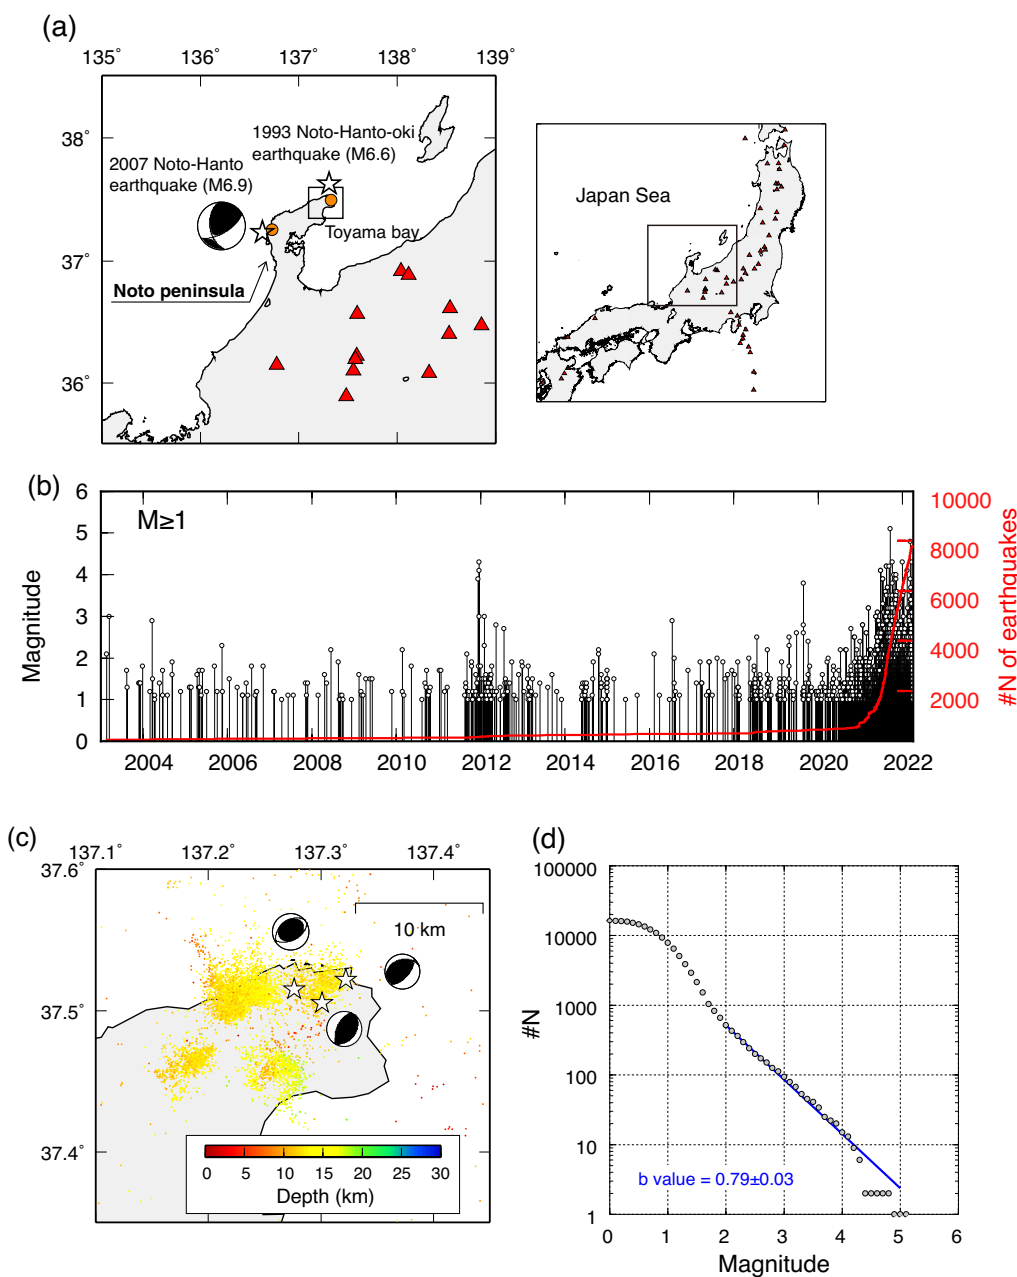 (a)
135° 136° 137° 138° 139°
38°
37°
36°
1993 Noto-Hanto-oki
earthquake (M6.6)
2007 Noto-Hanto
earthquake (M6.9)
Toyama bay
Noto peninsula
Japan Sea
(b)
M≥1
Magnitude
6
5
4
3
2
1
0
2004 2006 2008 2010 2012 2014 2016 2018 2020 2022
10000
8000
6000
4000
2000
#N of earthquakes
(c)
137.1° 137.2° 137.3° 137.4°
37.6°
37.5°
37.4°
10 km
0 5 10 15 20 25 30
Depth (km)
(d)
100000
10000
1000
100
10
1
#N
b value = 0.79±0.03
0 1 2 3 4 5 6
Magnitude